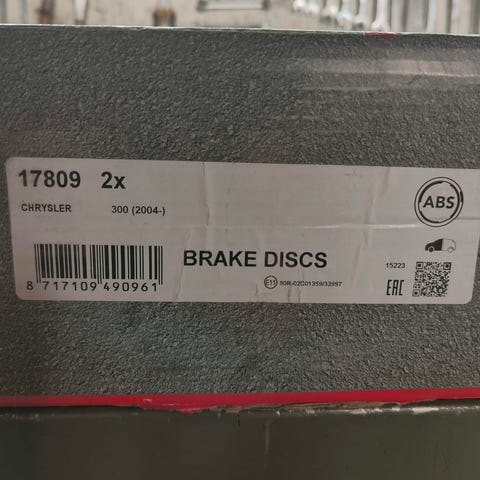 17809 2x
CHRYSLER 300 (2004-)
ABS
BRAKE DISCS
8 717109 490961
E11 90R-02C01359/33997
15223
EAC